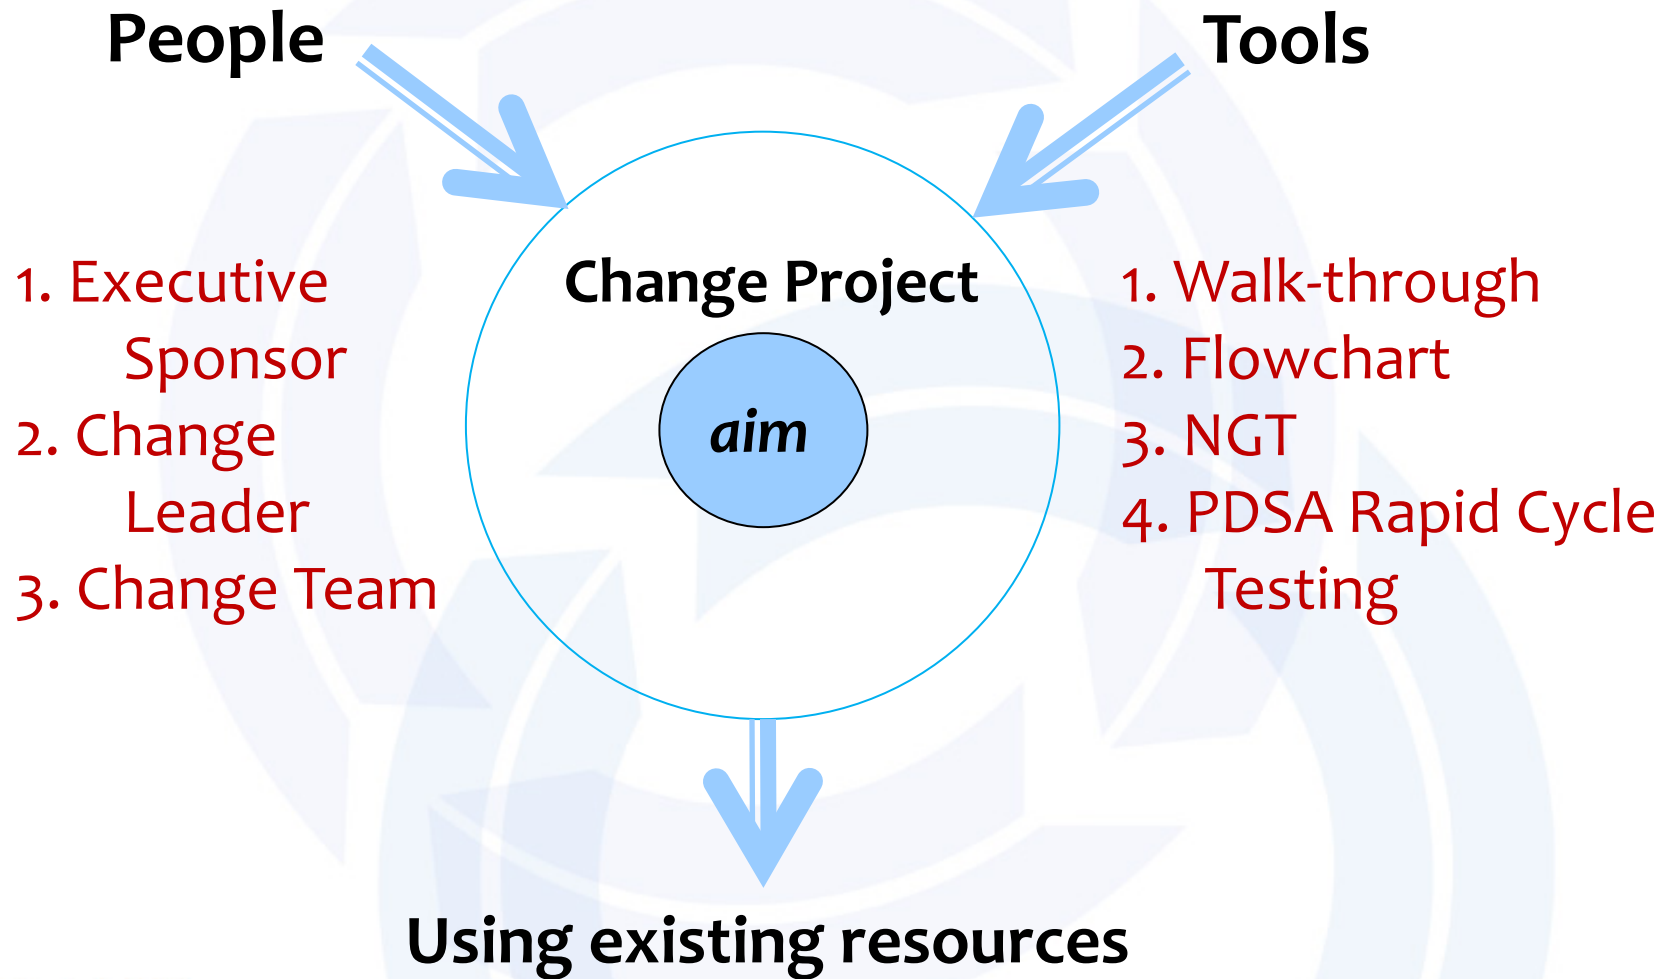 People
Tools
1. Executive
Sponsor
2. Change
Leader
3. Change Team
Change Project
aim
1. Walk-through
2. Flowchart
3. NGT
4. PDSA Rapid Cycle
Testing
Using existing resources